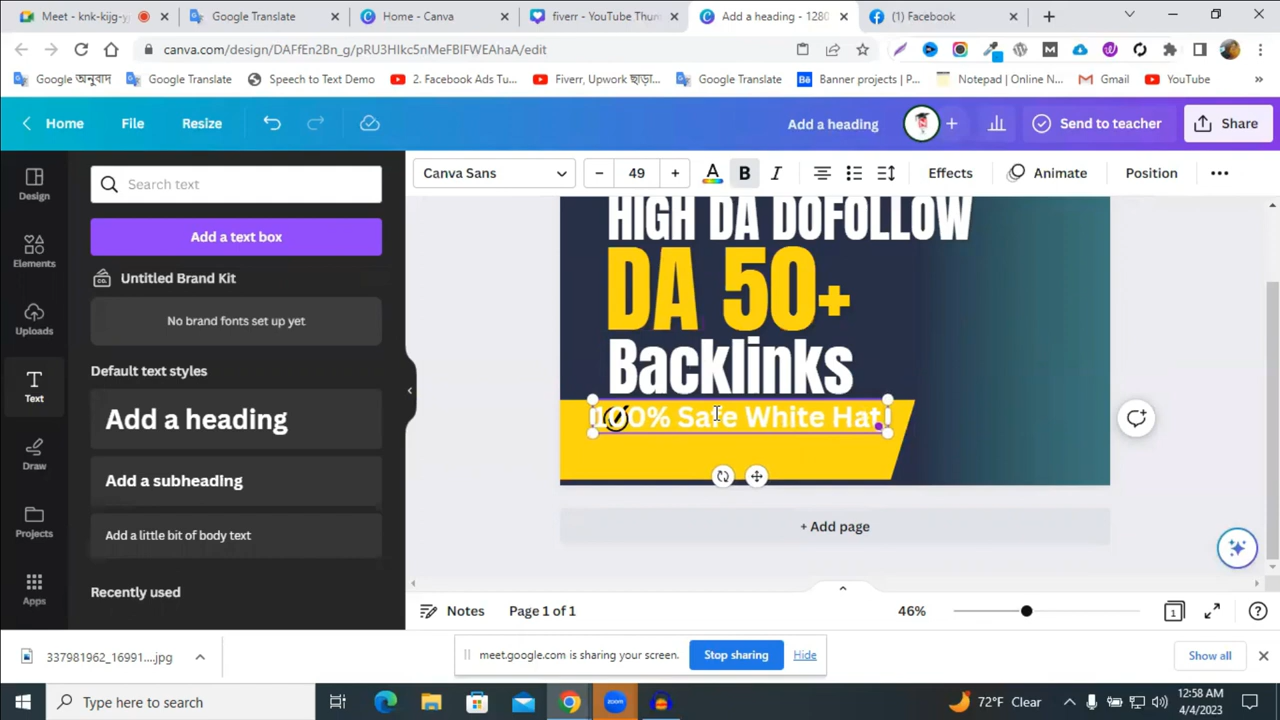 Meet - knk-kijg-
Google Translate
Home - Canva
fiverr - YouTube Thum
Add a heading - 1280
(1) Facebook
canva.com/design/DAFfEn2Bn_g/pRU3HIkc5nMeFBlFWEAhaA/edit
Google অনুবাদ
Google Translate
Speech to Text Demo
2. Facebook Ads Tu...
Fiverr, Upwork ছাড়া...
Google Translate
Banner projects | P...
Notepad | Online N...
Gmail
YouTube
Home
File
Resize
Add a heading
Send to teacher
Share
Design
Elements
Uploads
Text
Draw
Projects
Apps
Search text
Add a text box
Untitled Brand Kit
No brand fonts set up yet
Default text styles
Add a heading
Add a subheading
Add a little bit of body text
Recently used
Canva Sans
– 49 +
A
B
I
Effects
Animate
Position
HIGH DA DOFOLLOW
DA 50+
Backlinks
100% Safe White Hat
+ Add page
Notes
Page 1 of 1
46%
1
337981962_16991....jpg
meet.google.com is sharing your screen.
Stop sharing
Hide
Show all
Type here to search
zoom
72°F Clear
12:58 AM
4/4/2023